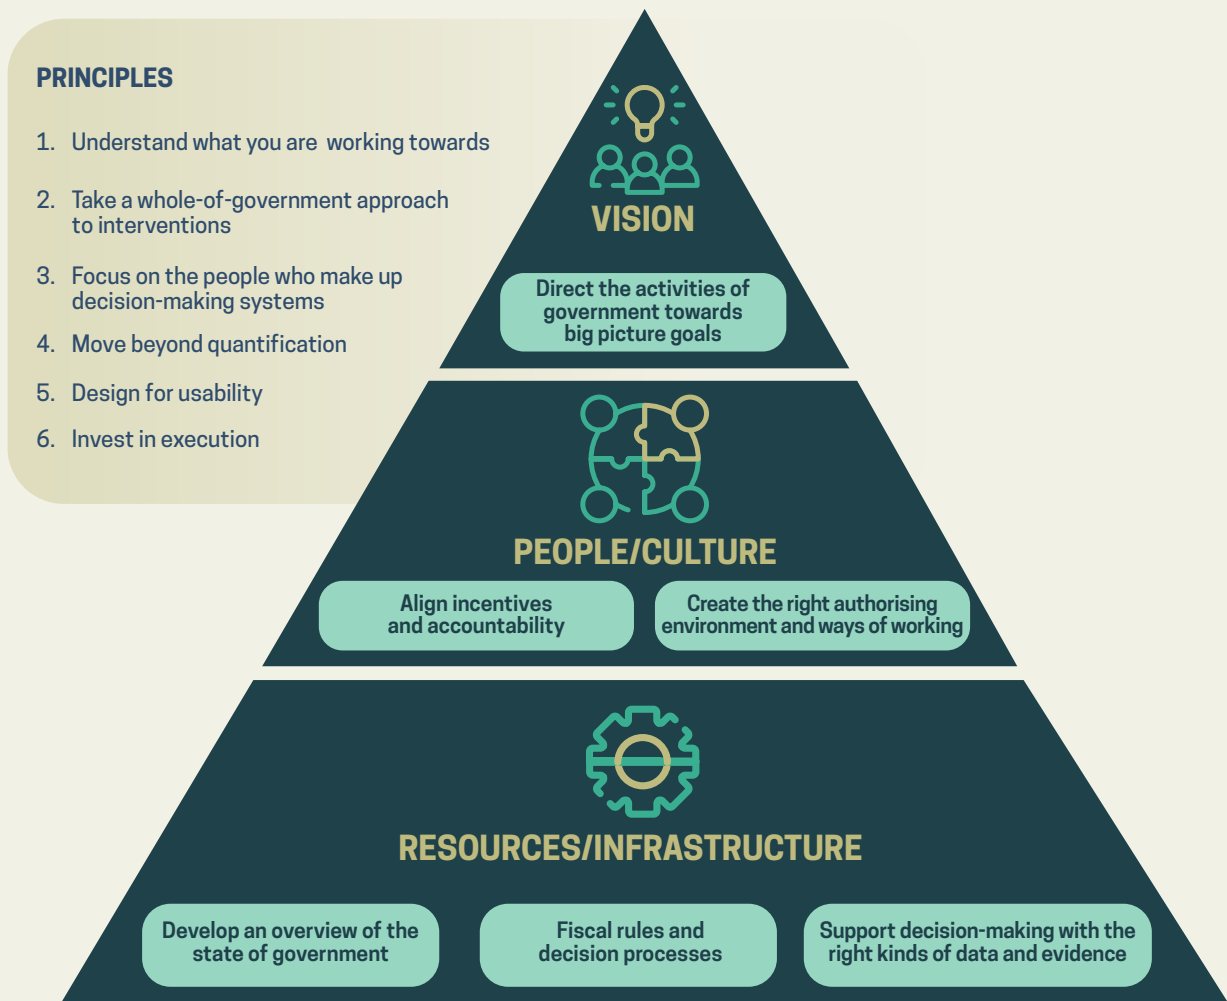 PRINCIPLES
1. Understand what you are working towards
2. Take a whole-of-government approach
to interventions
3. Focus on the people who make up
decision-making systems
4. Move beyond quantification
5. Design for usability
6. Invest in execution
VISION
Direct the activities of
government towards
big picture goals
PEOPLE/CULTURE
Align incentives
and accountability
Create the right authorising
environment and ways of working
RESOURCES/INFRASTRUCTURE
Develop an overview of the
state of government
Fiscal rules and
decision processes
Support decision-making with the
right kinds of data and evidence